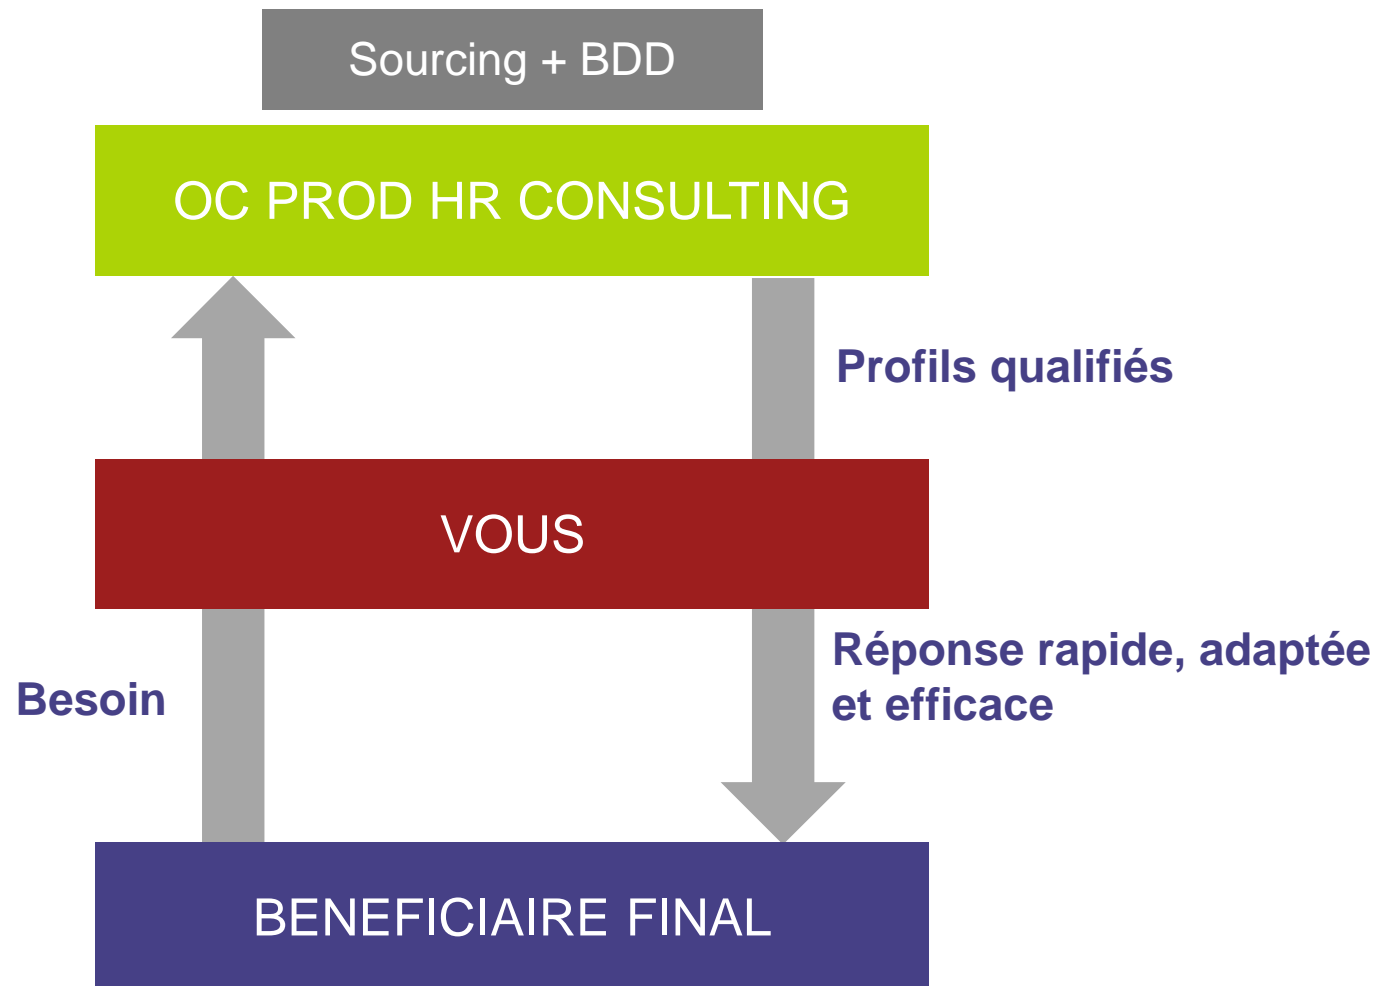 Sourcing + BDD
OC PROD HR CONSULTING
Profils qualifiés
VOUS
Réponse rapide, adaptée
et efficace
Besoin
BENEFICIAIRE FINAL